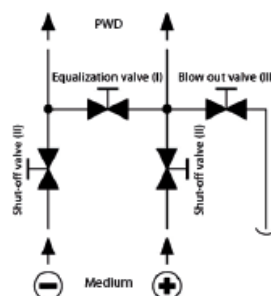 PWD
Equalization valve (I)
Blow out valve (III)
Shut-off valve (II)
Shut-off valve (II)
Medium